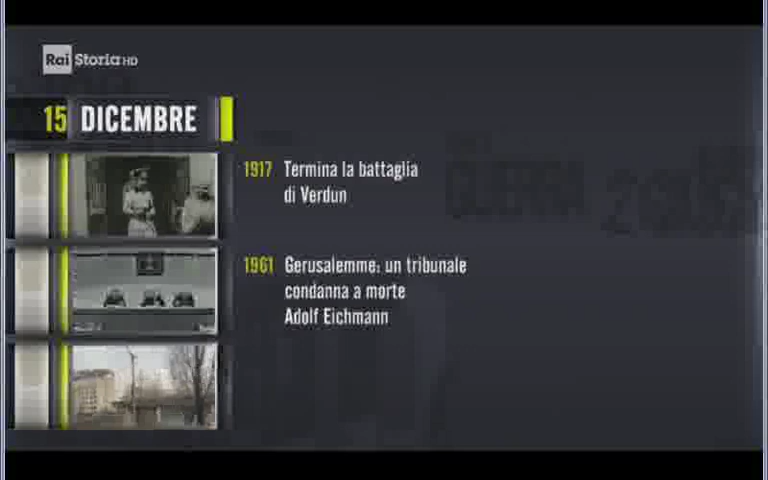 Rai Storia HD
15 DICEMBRE
1917 Termina la battaglia
di Verdun
1961 Gerusalemme: un tribunale
condanna a morte
Adolf Eichmann
GUERRA